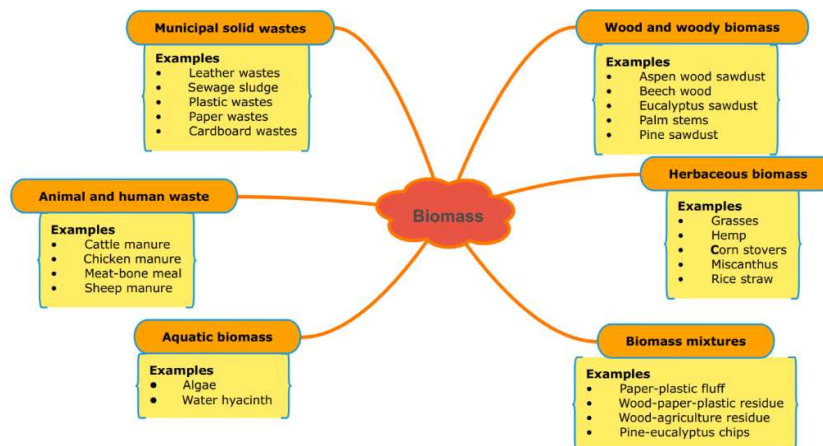 Municipal solid wastes
Examples
• Leather wastes
• Sewage sludge
• Plastic wastes
• Paper wastes
• Cardboard wastes
Wood and woody biomass
Examples
• Aspen wood sawdust
• Beech wood
• Eucalyptus sawdust
• Palm stems
• Pine sawdust
Animal and human waste
Examples
• Cattle manure
• Chicken manure
• Meat-bone meal
• Sheep manure
Biomass
Herbaceous biomass
Examples
• Grasses
• Hemp
• Corn stovers
• Miscanthus
• Rice straw
Aquatic biomass
Examples
• Algae
• Water hyacinth
Biomass mixtures
Examples
• Paper-plastic fluff
• Wood-paper-plastic residue
• Wood-agriculture residue
• Pine-eucalyptus chips